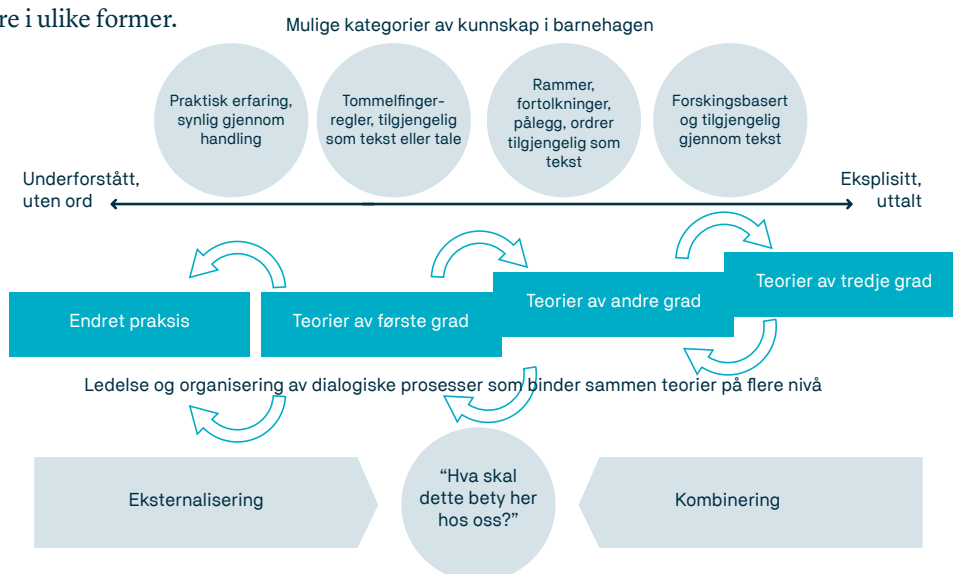 re i ulike former.
Mulige kategorier av kunnskap i barnehagen
Praktisk erfaring,
synlig gjennom
handling
Tommelfinger-
regler, tilgjengelig
som tekst eller tale
Rammer,
fortolkninger,
pålegg, ordrer
tilgjengelig som
tekst
Forskingsbasert
og tilgjengelig
gjennom tekst
Underforstått,
uten ord
Eksplisitt,
uttalt
Endret praksis
Teorier av første grad
Teorier av andre grad
Teorier av tredje grad
Ledelse og organisering av dialogiske prosesser som binder sammen teorier på flere nivå
Eksternalisering
“Hva skal
dette bety her
hos oss?”
Kombinering